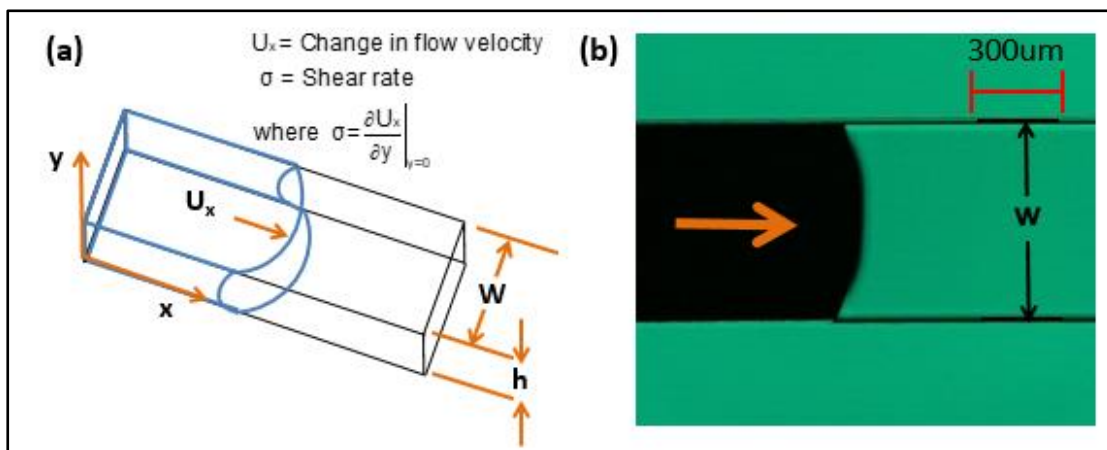 (a)
Uₓ = Change in flow velocity
σ = Shear rate
where σ = ∂Uₓ/∂y |y=0
y
Uₓ
x
W
h
(b)
300um
W